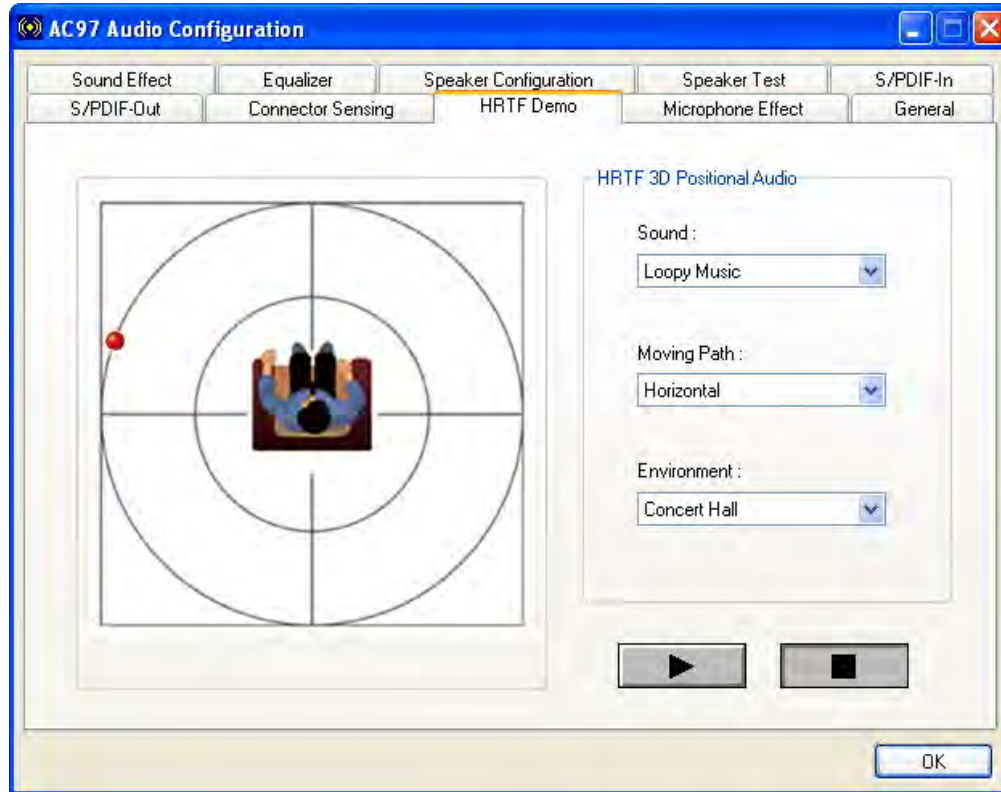 AC97 Audio Configuration
Sound Effect
Equalizer
Speaker Configuration
Speaker Test
S/PDIF-In
S/PDIF-Out
Connector Sensing
HRTF Demo
Microphone Effect
General
HRTF 3D Positional Audio
Sound :
Loopy Music
Moving Path :
Horizontal
Environment :
Concert Hall
OK